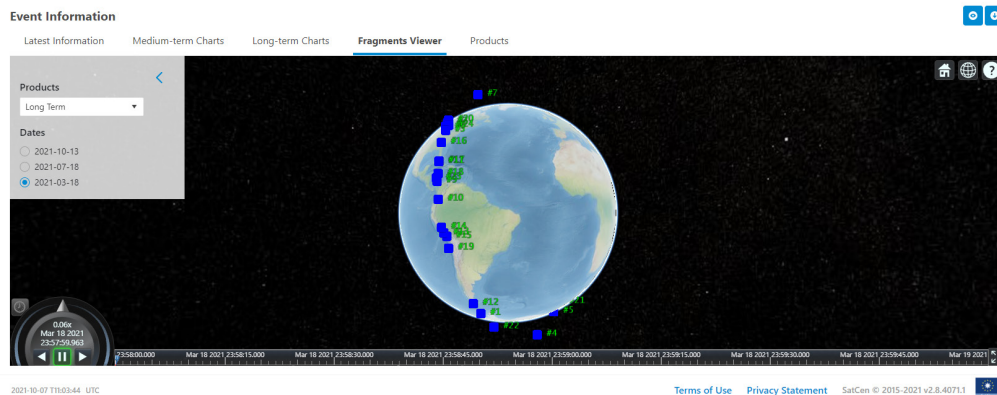 Event Information
Latest Information Medium-term Charts Long-term Charts Fragments Viewer Products
Products
Long Term
Dates
2021-10-13
2021-07-18
2021-03-18
#7
#16
#10
#19
#12
#1
#5
#22
#4
0.06x
Mar 18 2021
23:57:59.963
23:58:00.000 Mar 18 2021 23:58:15.000 Mar 18 2021 23:58:30.000 Mar 18 2021 23:58:45.000 Mar 18 2021 23:59:00.000 Mar 18 2021 23:59:15.000 Mar 18 2021 23:59:30.000 Mar 18 2021 23:59:45.000 Mar 19 2021
2021-10-07 T11:03:44 UTC
Terms of Use Privacy Statement SatCen © 2015-2021 v2.8.4071.1